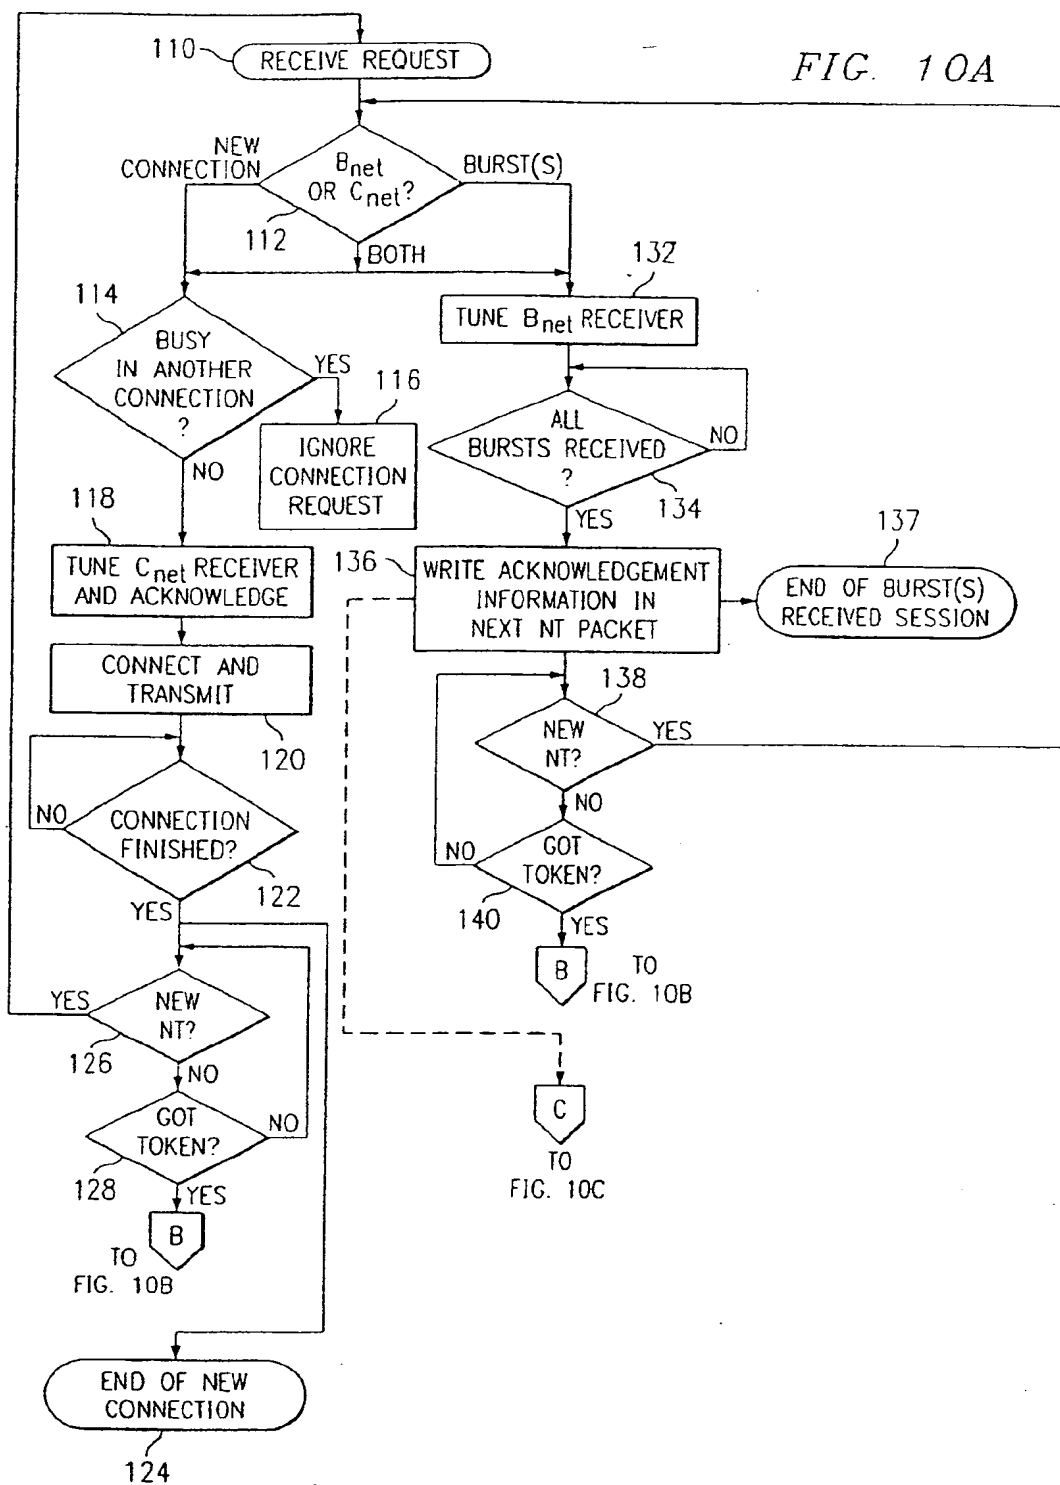 FIG. 10A
110
RECEIVE REQUEST
NEW
CONNECTION
Bnet
OR Cnet?
BURST(S)
112
BOTH
132
114
TUNE Bnet RECEIVER
BUSY
IN ANOTHER
CONNECTION
?
YES
116
ALL
BURSTS RECEIVED
?
NO
IGNORE
CONNECTION
REQUEST
NO
134
118
YES
137
TUNE Cnet RECEIVER
AND ACKNOWLEDGE
136
WRITE ACKNOWLEDGEMENT
INFORMATION IN
NEXT NT PACKET
END OF BURST(S)
RECEIVED SESSION
CONNECT AND
TRANSMIT
138
120
NEW
NT?
YES
NO
NO
CONNECTION
FINISHED?
GOT
TOKEN?
NO
122
140
YES
YES
B
TO
FIG. 10B
YES
NEW
NT?
126
NO
GOT
TOKEN?
NO
C
TO
FIG. 10C
128
YES
B
TO
FIG. 10B
END OF NEW
CONNECTION
124